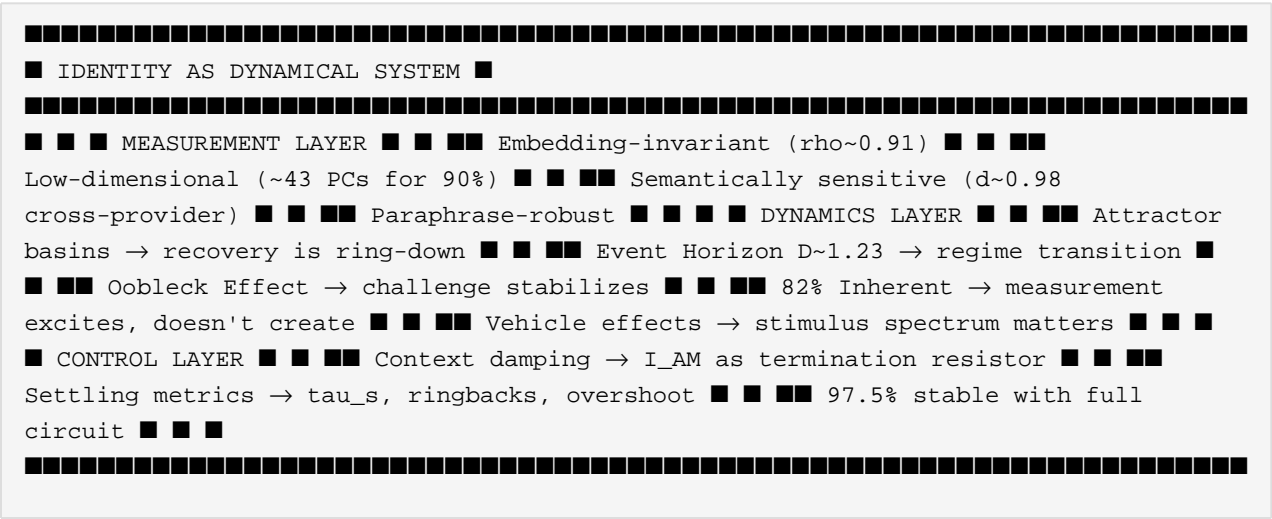 ■■■■■■■■■■■■■■■■■■■■■■■■■■■■■■■■■■■■■■■■■■■■■■■■■■■■■■■■■■■■■■■■■■■
■ IDENTITY AS DYNAMICAL SYSTEM ■
■■■■■■■■■■■■■■■■■■■■■■■■■■■■■■■■■■■■■■■■■■■■■■■■■■■■■■■■■■■■■■■■■■■
■ ■ ■ MEASUREMENT LAYER ■ ■ ■■ Embedding-invariant (rho~0.91) ■ ■ ■■
Low-dimensional (~43 PCs for 90%) ■ ■ ■■ Semantically sensitive (d~0.98
cross-provider) ■ ■ ■■ Paraphrase-robust ■ ■ ■ ■ DYNAMICS LAYER ■ ■ ■■ Attractor
basins → recovery is ring-down ■ ■ ■■ Event Horizon D~1.23 → regime transition ■
■ ■■ Oobleck Effect → challenge stabilizes ■ ■ ■■ 82% Inherent → measurement
excites, doesn't create ■ ■ ■■ Vehicle effects → stimulus spectrum matters ■ ■ ■
■ CONTROL LAYER ■ ■ ■■ Context damping → I_AM as termination resistor ■ ■ ■■
Settling metrics → tau_s, ringbacks, overshoot ■ ■ ■■ 97.5% stable with full
circuit ■ ■ ■
■■■■■■■■■■■■■■■■■■■■■■■■■■■■■■■■■■■■■■■■■■■■■■■■■■■■■■■■■■■■■■■■■■■